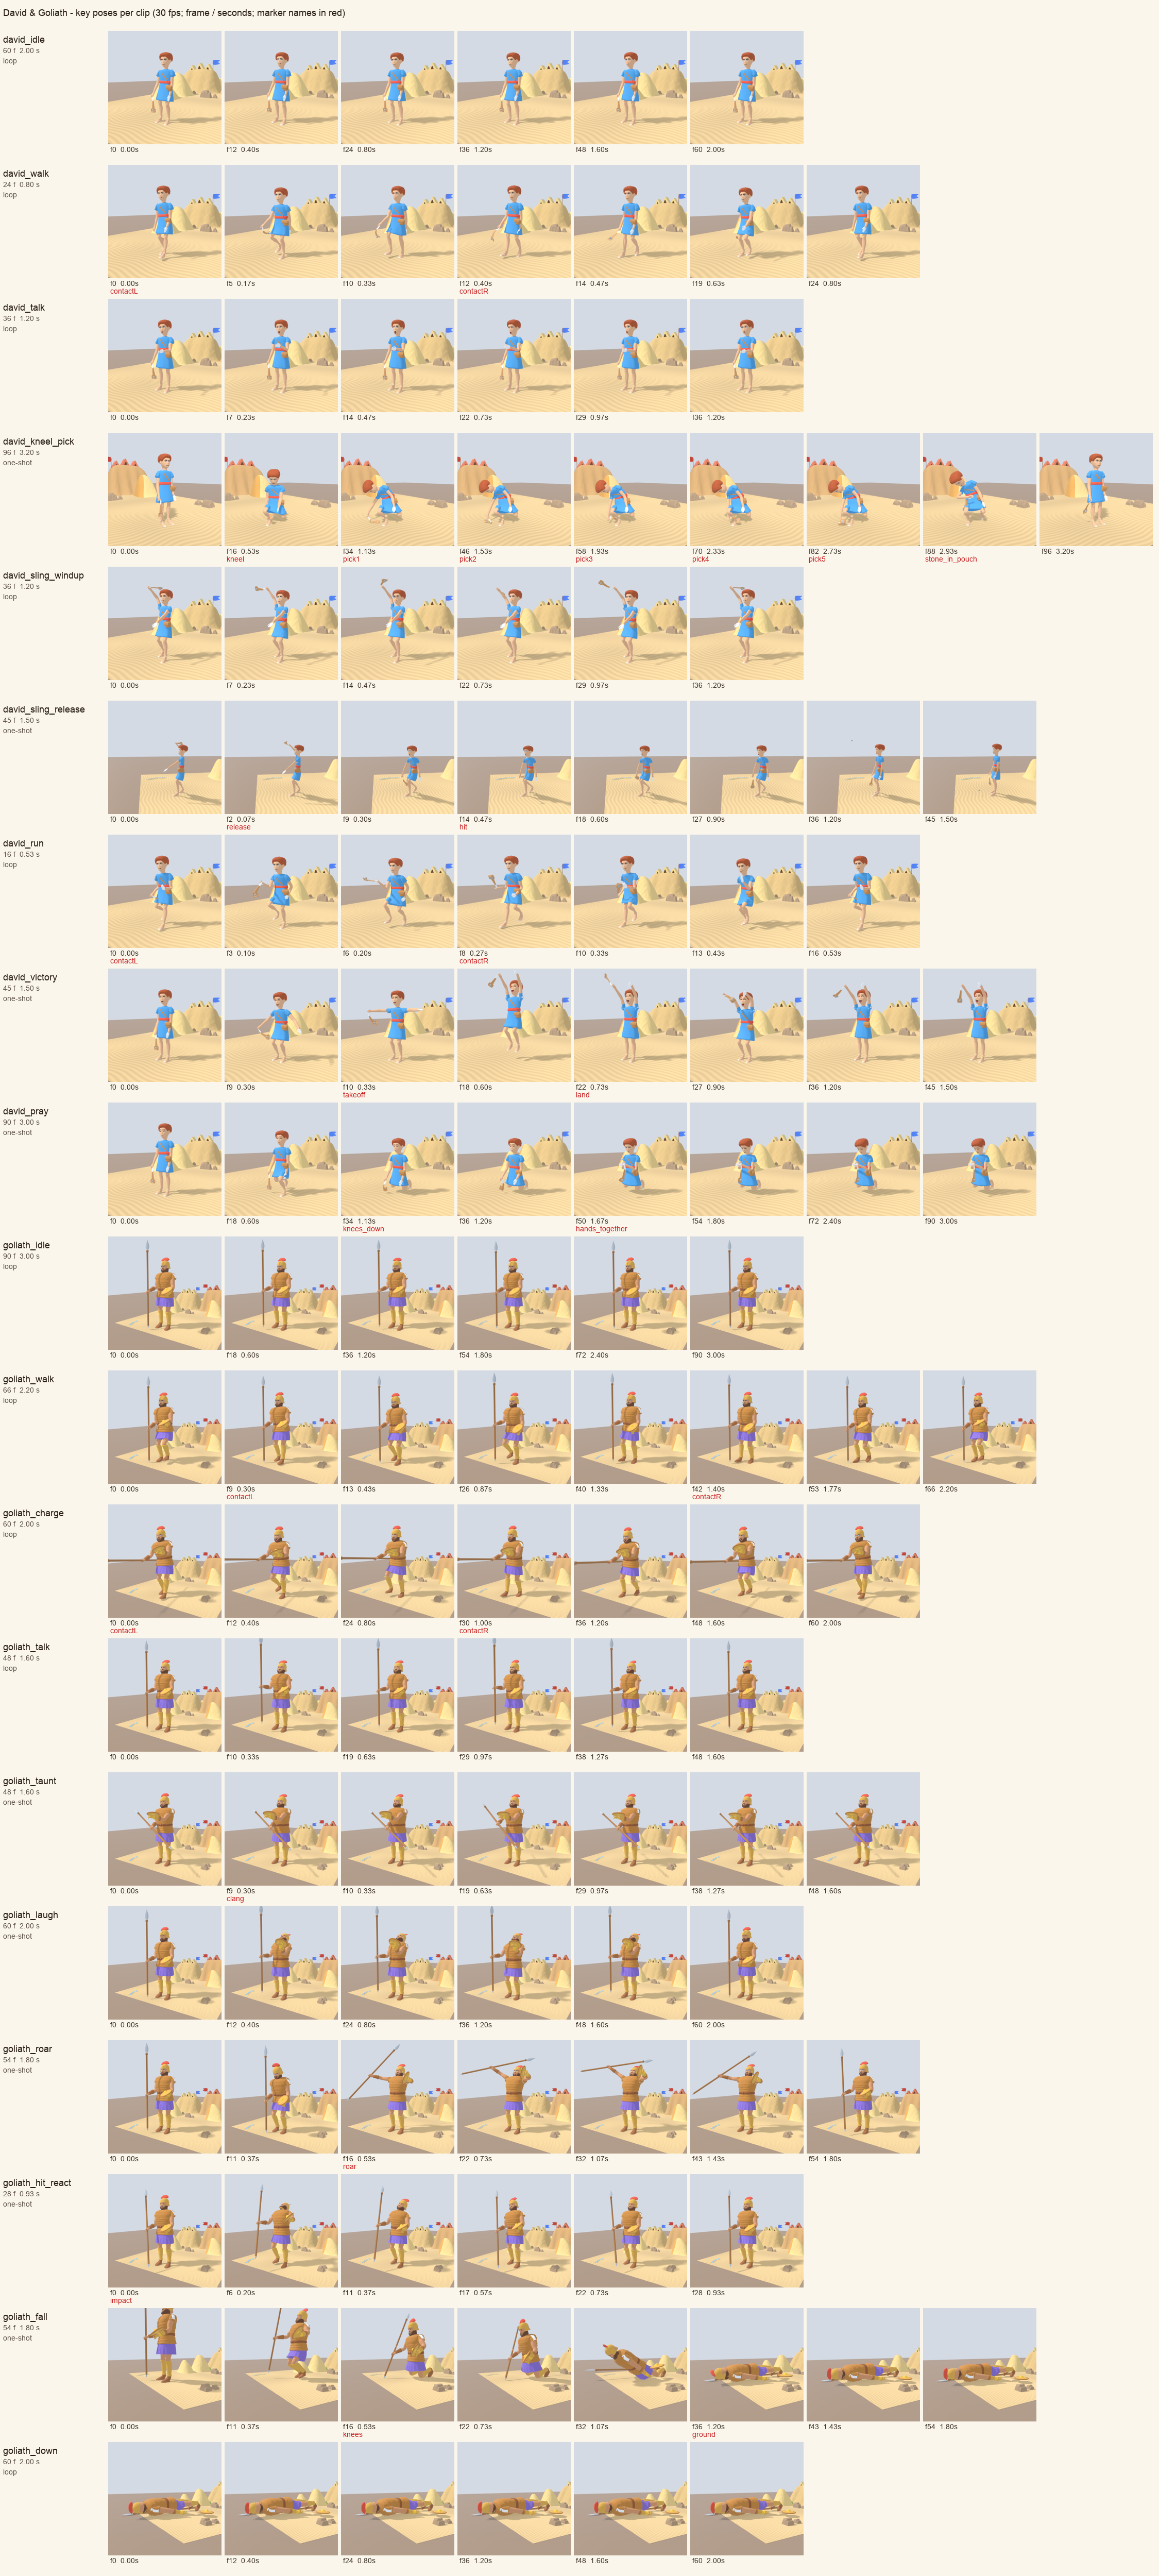 David & Goliath - key poses per clip (30 fps; frame / seconds; marker names in red)
david_idle
60 f 2.00 s
loop
f0 0.00s f12 0.40s f24 0.80s f36 1.20s f48 1.60s f60 2.00s
david_walk
24 f 0.80 s
loop
f0 0.00s f5 0.17s f10 0.33s f12 0.40s f14 0.47s f19 0.63s f24 0.80s
contactL contactR
david_talk
36 f 1.20 s
loop
f0 0.00s f7 0.23s f14 0.47s f22 0.73s f29 0.97s f36 1.20s
david_kneel_pick
96 f 3.20 s
one-shot
f0 0.00s f16 0.53s f34 1.13s f46 1.53s f58 1.93s f70 2.33s f82 2.73s f88 2.93s f96 3.20s
kneel pick1 pick2 pick3 pick4 pick5 stone_in_pouch
david_sling_windup
36 f 1.20 s
loop
f0 0.00s f7 0.23s f14 0.47s f22 0.73s f29 0.97s f36 1.20s
david_sling_release
45 f 1.50 s
one-shot
f0 0.00s f2 0.07s f9 0.30s f14 0.47s f18 0.60s f27 0.90s f36 1.20s f45 1.50s
release hit
david_run
16 f 0.53 s
loop
f0 0.00s f3 0.10s f6 0.20s f8 0.27s f10 0.33s f13 0.43s f16 0.53s
contactL contactR
david_victory
45 f 1.50 s
one-shot
f0 0.00s f9 0.30s f10 0.33s f18 0.60s f22 0.73s f27 0.90s f36 1.20s f45 1.50s
takeoff land
david_pray
90 f 3.00 s
one-shot
f0 0.00s f18 0.60s f34 1.13s f36 1.20s f50 1.67s f54 1.80s f72 2.40s f90 3.00s
knees_down hands_together
goliath_idle
90 f 3.00 s
loop
f0 0.00s f18 0.60s f36 1.20s f54 1.80s f72 2.40s f90 3.00s
goliath_walk
66 f 2.20 s
loop
f0 0.00s f9 0.30s f13 0.43s f26 0.87s f40 1.33s f42 1.40s f53 1.77s f66 2.20s
contactL contactR
goliath_charge
60 f 2.00 s
loop
f0 0.00s f12 0.40s f24 0.80s f30 1.00s f36 1.20s f48 1.60s f60 2.00s
contactL contactR
goliath_talk
48 f 1.60 s
loop
f0 0.00s f10 0.33s f19 0.63s f29 0.97s f38 1.27s f48 1.60s
goliath_taunt
48 f 1.60 s
one-shot
f0 0.00s f9 0.30s f10 0.33s f19 0.63s f29 0.97s f38 1.27s f48 1.60s
clang
goliath_laugh
60 f 2.00 s
one-shot
f0 0.00s f12 0.40s f24 0.80s f36 1.20s f48 1.60s f60 2.00s
goliath_roar
54 f 1.80 s
one-shot
f0 0.00s f11 0.37s f16 0.53s f22 0.73s f32 1.07s f43 1.43s f54 1.80s
roar
goliath_hit_react
28 f 0.93 s
one-shot
f0 0.00s f6 0.20s f11 0.37s f17 0.57s f22 0.73s f28 0.93s
impact
goliath_fall
54 f 1.80 s
one-shot
f0 0.00s f11 0.37s f16 0.53s f22 0.73s f32 1.07s f36 1.20s f43 1.43s f54 1.80s
knees ground
goliath_down
60 f 2.00 s
loop
f0 0.00s f12 0.40s f24 0.80s f36 1.20s f48 1.60s f60 2.00s